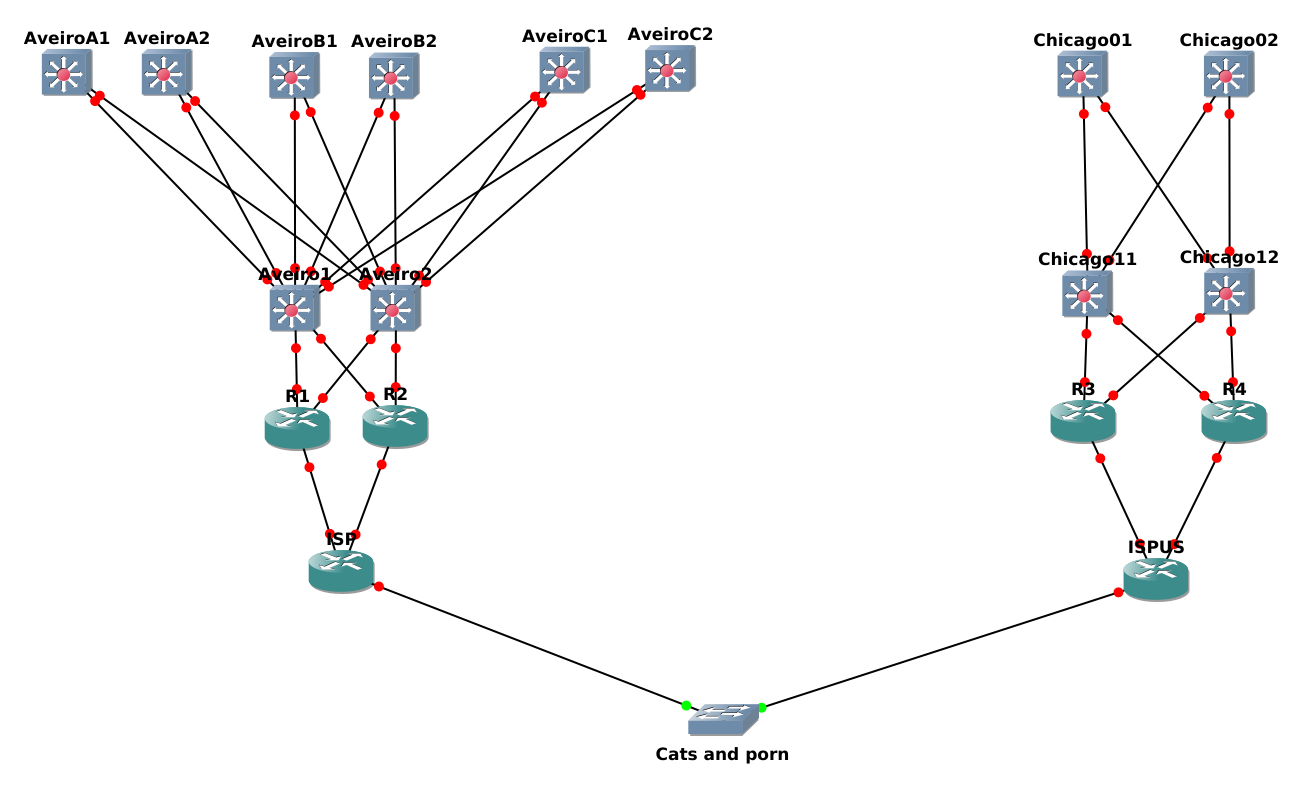 AveiroA1 AveiroA2 AveiroB1 AveiroB2 AveiroC1 AveiroC2 Chicago01 Chicago02
Aveiro1 Aveiro2 Chicago11 Chicago12
R1 R2 R3 R4
ISP ISPUS
Cats and porn